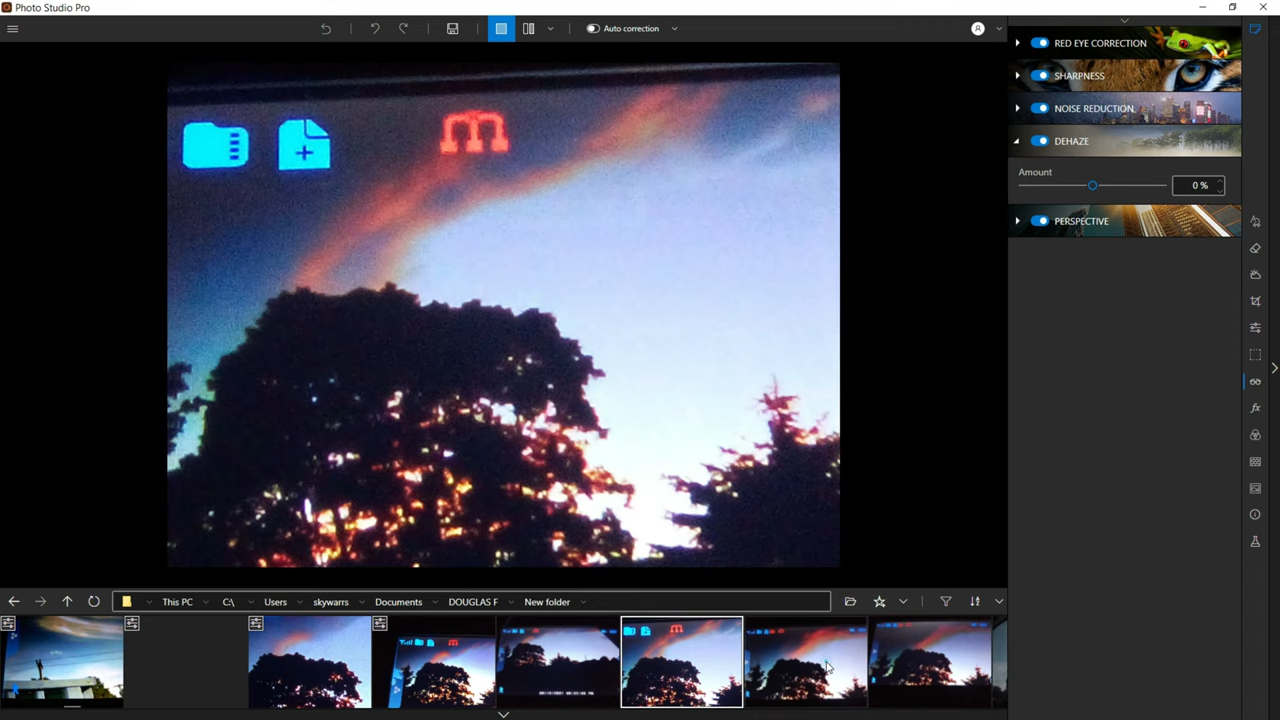 Photo Studio Pro
Auto correction
RED EYE CORRECTION
SHARPNESS
NOISE REDUCTION
DEHAZE
Amount
0 %
PERSPECTIVE
m
This PC
C:\
Users
skywarrs
Documents
DOUGLAS F
New folder
fx